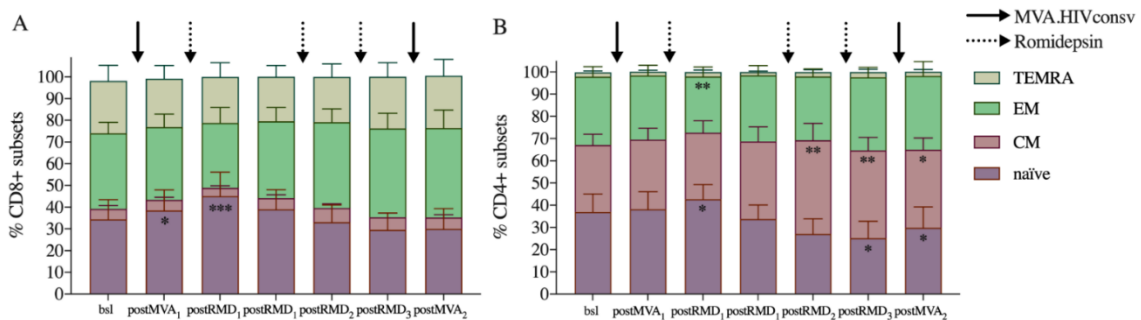 A
% CD8+ subsets
100
90
80
70
60
50
40
30
20
10
0
*
***
bsl postMVA₁ postRMD₁ postRMD₁ postRMD₂ postRMD₃ postMVA₂
B
% CD4+ subsets
100
90
80
70
60
50
40
30
20
10
0
**
** ** *
* * *
bsl postMVA₁ postRMD₁ postRMD₁ postRMD₂ postRMD₃ postMVA₂
MVA.HIVconsv
Romidepsin
TEMRA
EM
CM
naïve